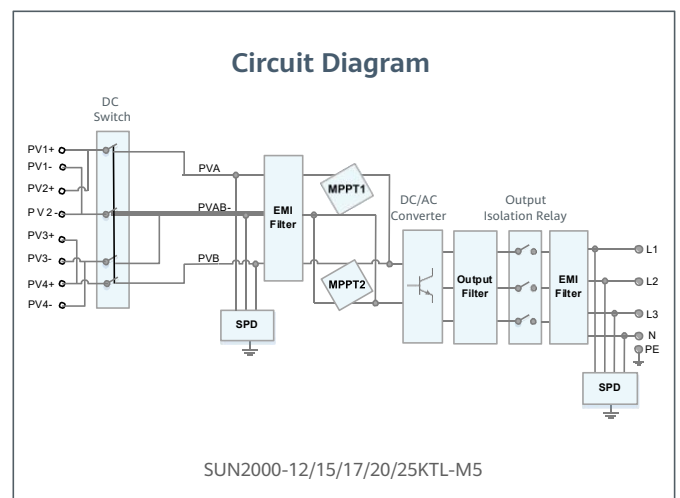 Circuit Diagram
DC
Switch
PV1+
PV1-
PV2+
PV2-
PV3+
PV3-
PV4+
PV4-
PVA
PVAB-
PVB
EMI
Filter
SPD
MPPT1
MPPT2
DC/AC
Converter
Output
Filter
Output
Isolation Relay
EMI
Filter
L1
L2
L3
N
PE
SPD
SUN2000-12/15/17/20/25KTL-M5